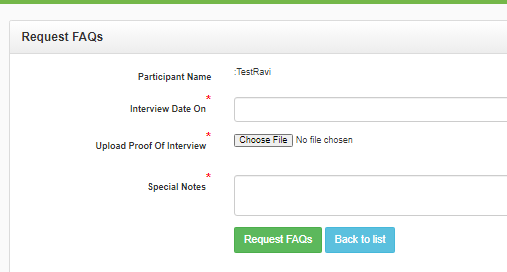 Request FAQs
Participant Name :TestRavi
Interview Date On *
Upload Proof Of Interview * Choose File No file chosen
Special Notes *
Request FAQs Back to list